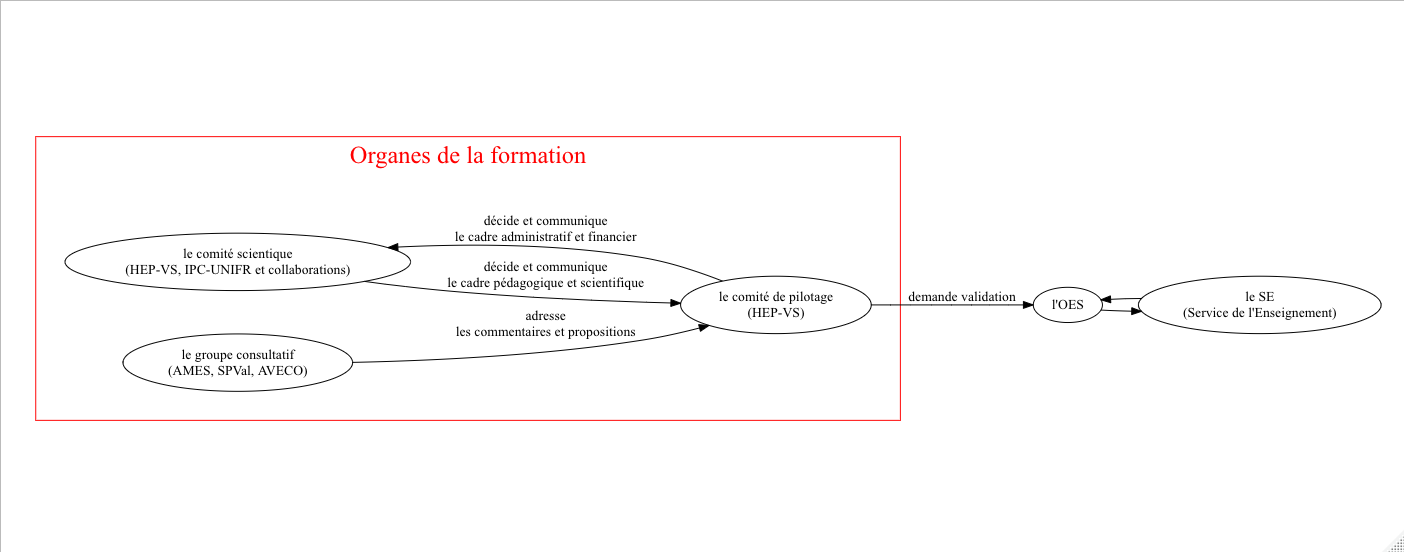 Organes de la formation
décide et communique
le cadre administratif et financier
le comité scientifique
(HEP-VS, IPC-UNIFR et collaborations)
décide et communique
le cadre pédagogique et scientifique
le comité de pilotage
(HEP-VS)
demande validation
l'OES
le SE
(Service de l'Enseignement)
adresse
les commentaires et propositions
le groupe consultatif
(AMES, SPVal, AVECO)